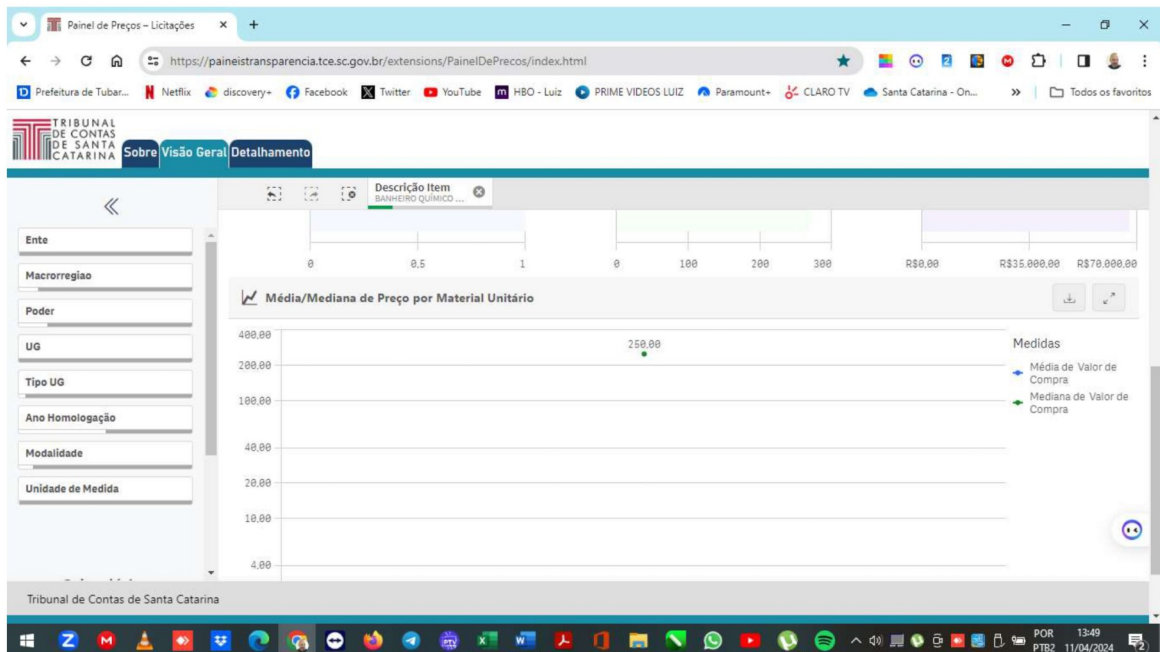 Painel de Preços – Licitações
https://paineistransparencia.tce.sc.gov.br/extensions/PainelDePrecos/index.html
Prefeitura de Tubar... Netflix discovery+ Facebook Twitter YouTube HBO - Luiz PRIME VIDEOS LUIZ Paramount+ CLARO TV Santa Catarina - On... » Todos os favoritos
TRIBUNAL
DE CONTAS
DE SANTA
CATARINA
Sobre Visão Geral Detalhamento
Descrição Item
BANHEIRO QUÍMICO ...
Ente
Macrorregiao
Poder
UG
Tipo UG
Ano Homologação
Modalidade
Unidade de Medida
0 0,5 1 0 100 200 300 R$0,00 R$35.000,00 R$70.000,00
Média/Mediana de Preço por Material Unitário
400,00
200,00
100,00
40,00
20,00
10,00
4,00
250,00
Medidas
Média de Valor de
Compra
Mediana de Valor de
Compra
Tribunal de Contas de Santa Catarina
POR 13:49
PTB2 11/04/2024